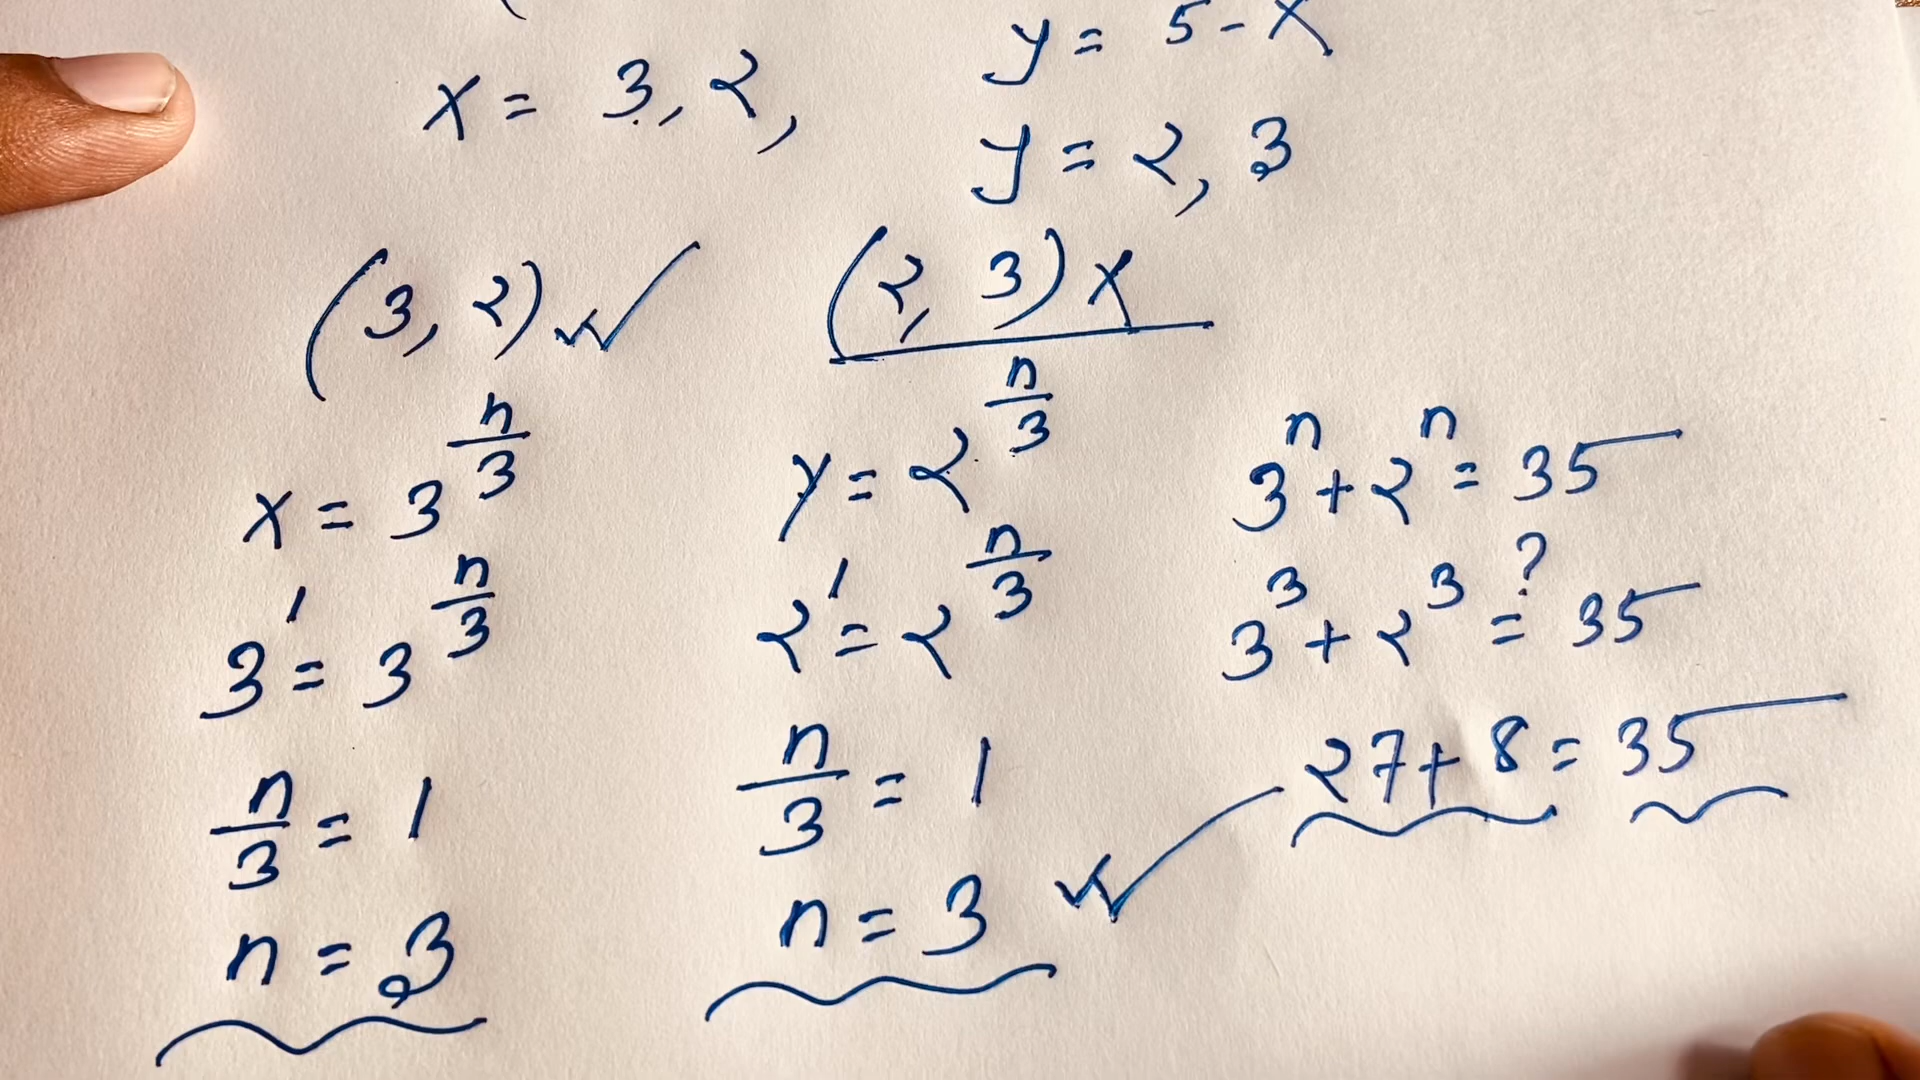 x = 3, 2,
y = 5 - x
y = 2, 3
(3, 2) ✓
(2, 3) x
x = 3^(n/3)
3^1 = 3^(n/3)
n/3 = 1
n = 3
y = 2^(n/3)
2^1 = 2^(n/3)
n/3 = 1
n = 3 ✓
3^n + 2^n = 35
3^3 + 2^3 =? 35
27 + 8 = 35